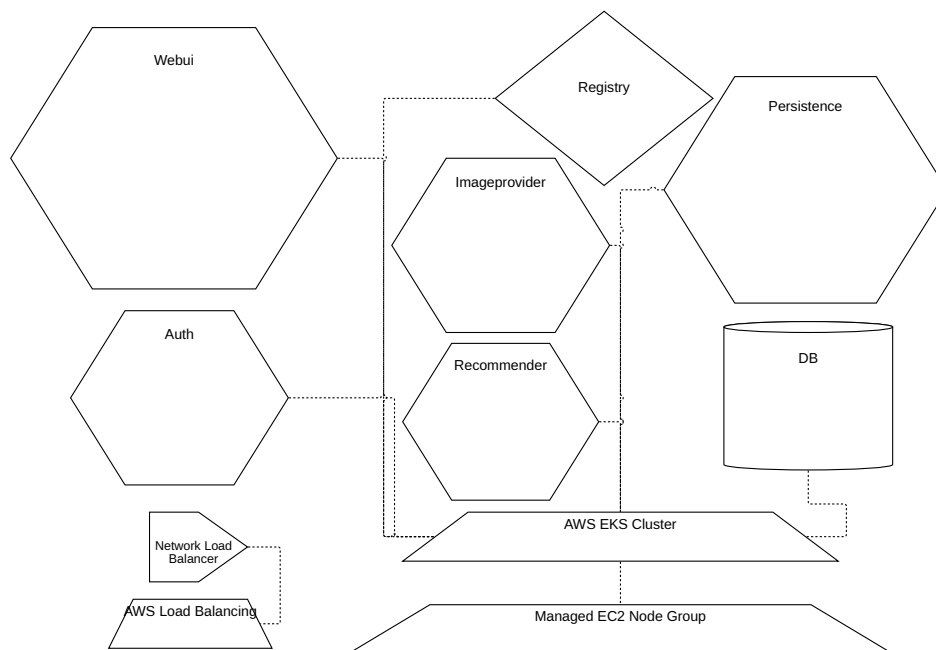 Webui
Registry
Persistence
Imageprovider
Auth
DB
Recommender
AWS EKS Cluster
Network Load
Balancer
AWS Load Balancing
Managed EC2 Node Group